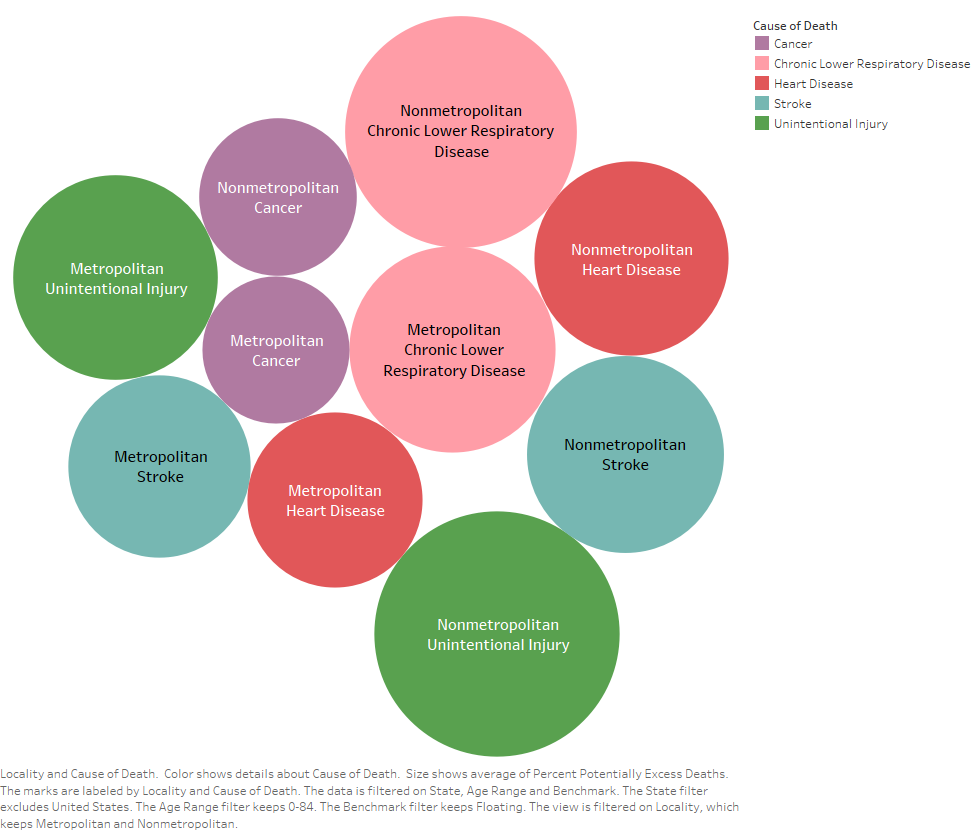 Cause of Death
Cancer
Chronic Lower Respiratory Disease
Heart Disease
Stroke
Unintentional Injury
Nonmetropolitan
Chronic Lower Respiratory
Disease
Nonmetropolitan
Cancer
Nonmetropolitan
Heart Disease
Metropolitan
Unintentional Injury
Metropolitan
Cancer
Metropolitan
Chronic Lower
Respiratory Disease
Nonmetropolitan
Stroke
Metropolitan
Stroke
Metropolitan
Heart Disease
Nonmetropolitan
Unintentional Injury
Locality and Cause of Death.  Color shows details about Cause of Death.  Size shows average of Percent Potentially Excess Deaths.
The marks are labeled by Locality and Cause of Death. The data is filtered on State, Age Range and Benchmark. The State filter
excludes United States. The Age Range filter keeps 0-84. The Benchmark filter keeps Floating. The view is filtered on Locality, which
keeps Metropolitan and Nonmetropolitan.